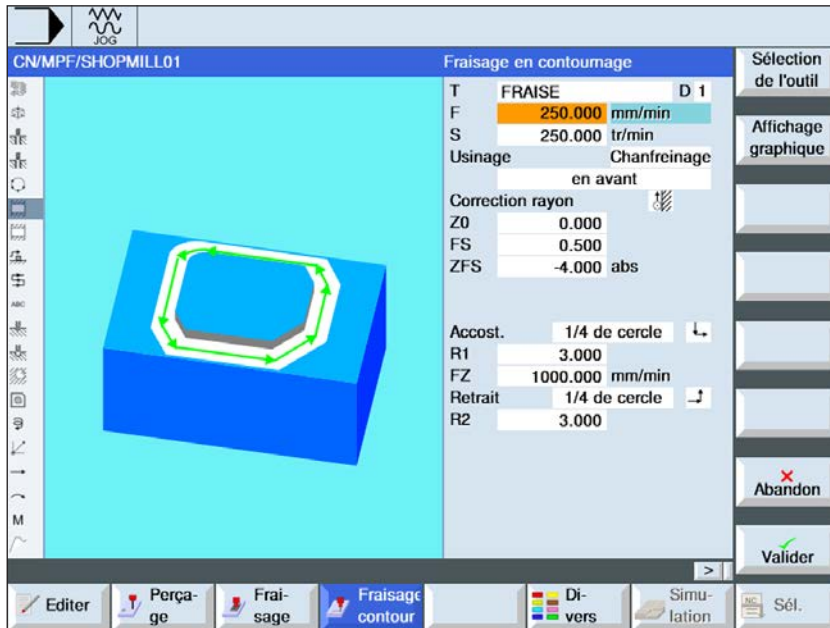 JOG
CN/MPF/SHOPMILL01
Fraisage en contournage
T FRAISE D 1
F 250.000 mm/min
S 250.000 tr/min
Usinage Chanfreinage
en avant
Correction rayon
Z0 0.000
FS 0.500
ZFS -4.000 abs
Accost. 1/4 de cercle
R1 3.000
FZ 1000.000 mm/min
Retrait 1/4 de cercle
R2 3.000
ABC
M
Sélection
de l'outil
Affichage
graphique
Abandon
Valider
>
Editer
Perça-
ge
Frai-
sage
Fraisage
contour
Di-
vers
Simu-
lation
NC
Sél.